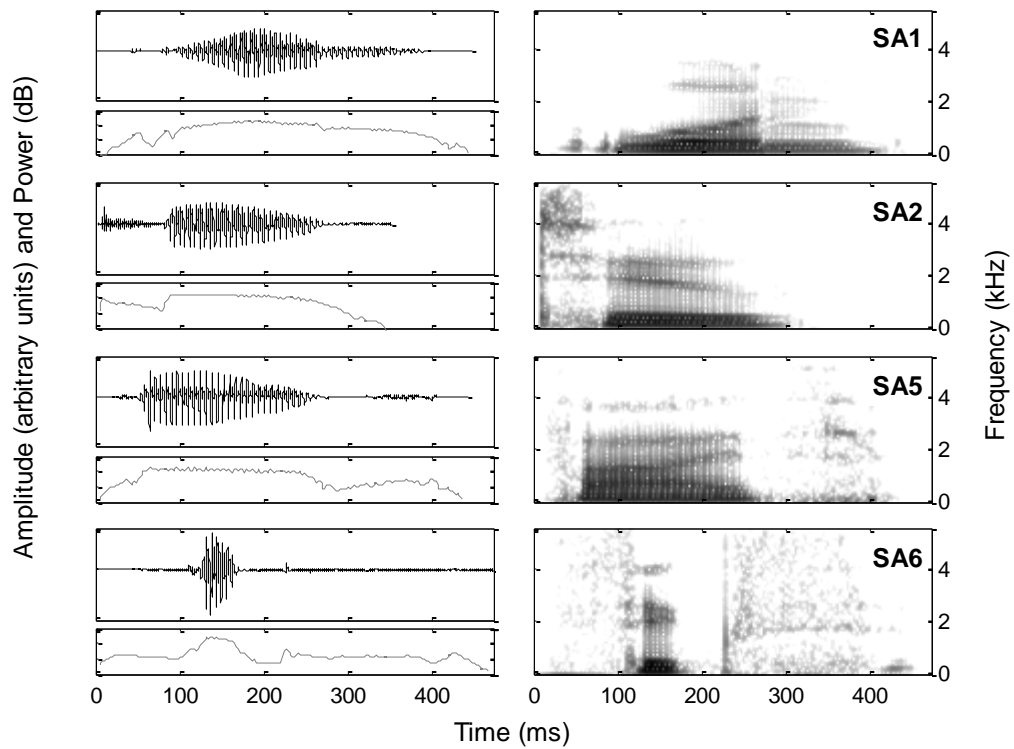 Amplitude (arbitrary units) and Power (dB)
SA1
4
2
0
SA2
4
2
0
SA5
4
2
0
SA6
4
2
0
Frequency (kHz)
0 100 200 300 400 0 100 200 300 400
Time (ms)